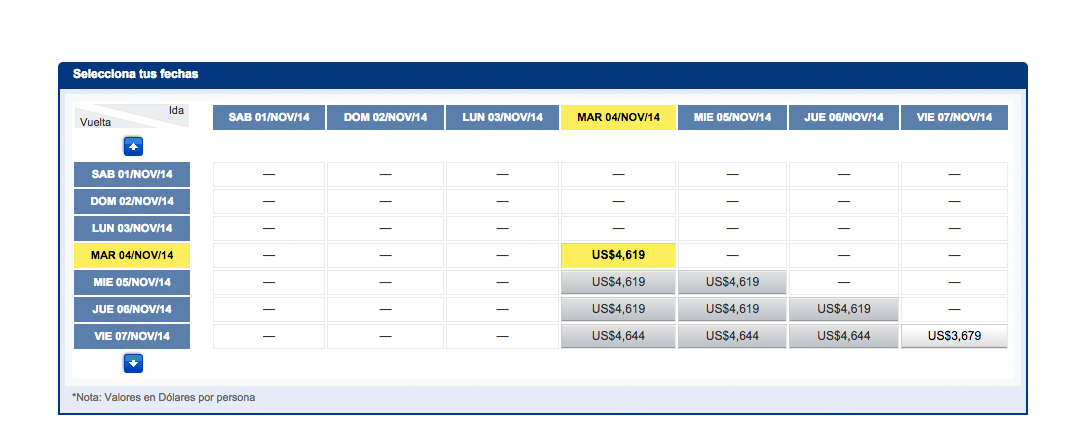 Selecciona tus fechas
Ida
Vuelta
SAB 01/NOV/14 DOM 02/NOV/14 LUN 03/NOV/14 MAR 04/NOV/14 MIE 05/NOV/14 JUE 06/NOV/14 VIE 07/NOV/14
SAB 01/NOV/14 — — — — — — —
DOM 02/NOV/14 — — — — — — —
LUN 03/NOV/14 — — — — — — —
MAR 04/NOV/14 — — — US$4,619 — — —
MIE 05/NOV/14 — — — US$4,619 US$4,619 — —
JUE 06/NOV/14 — — — US$4,619 US$4,619 US$4,619 —
VIE 07/NOV/14 — — — US$4,644 US$4,644 US$4,644 US$3,679
*Nota: Valores en Dólares por persona